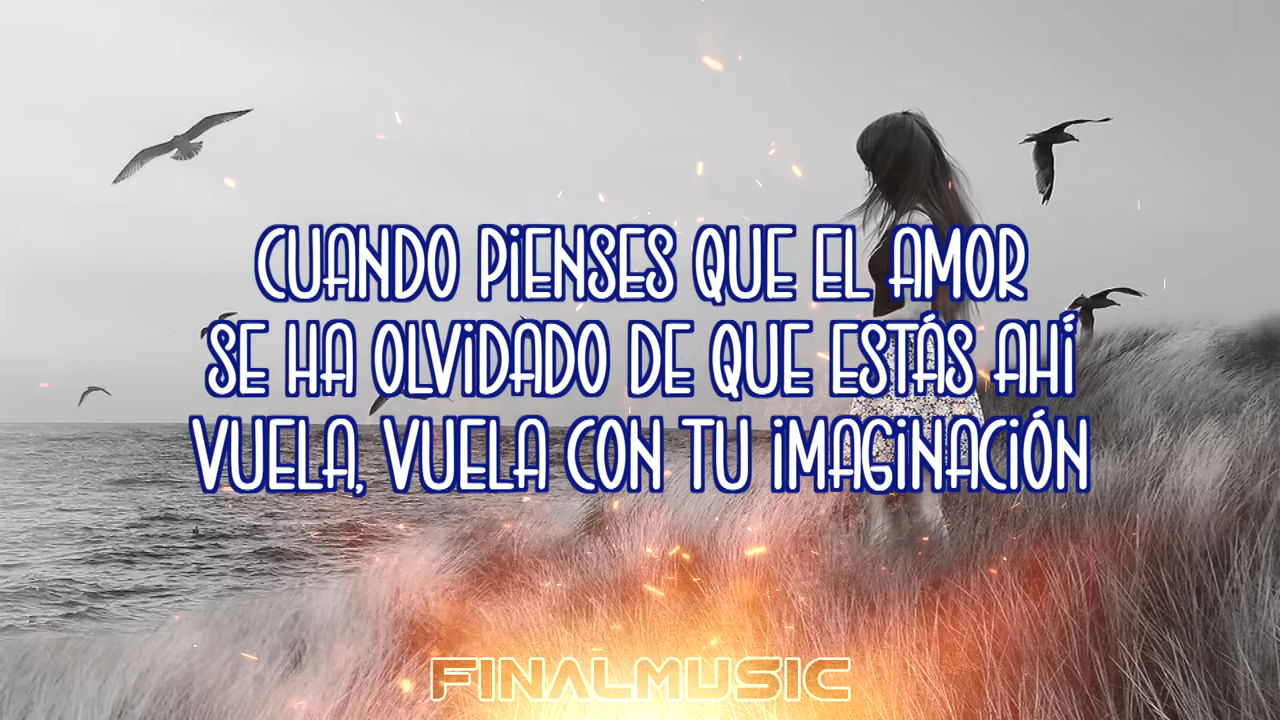 CUANDO PIENSES QUE EL AMOR
SE HA OLVIDADO DE QUE ESTÁS AHÍ
VUELA, VUELA CON TU IMAGINACIÓN
FINALMUSIC